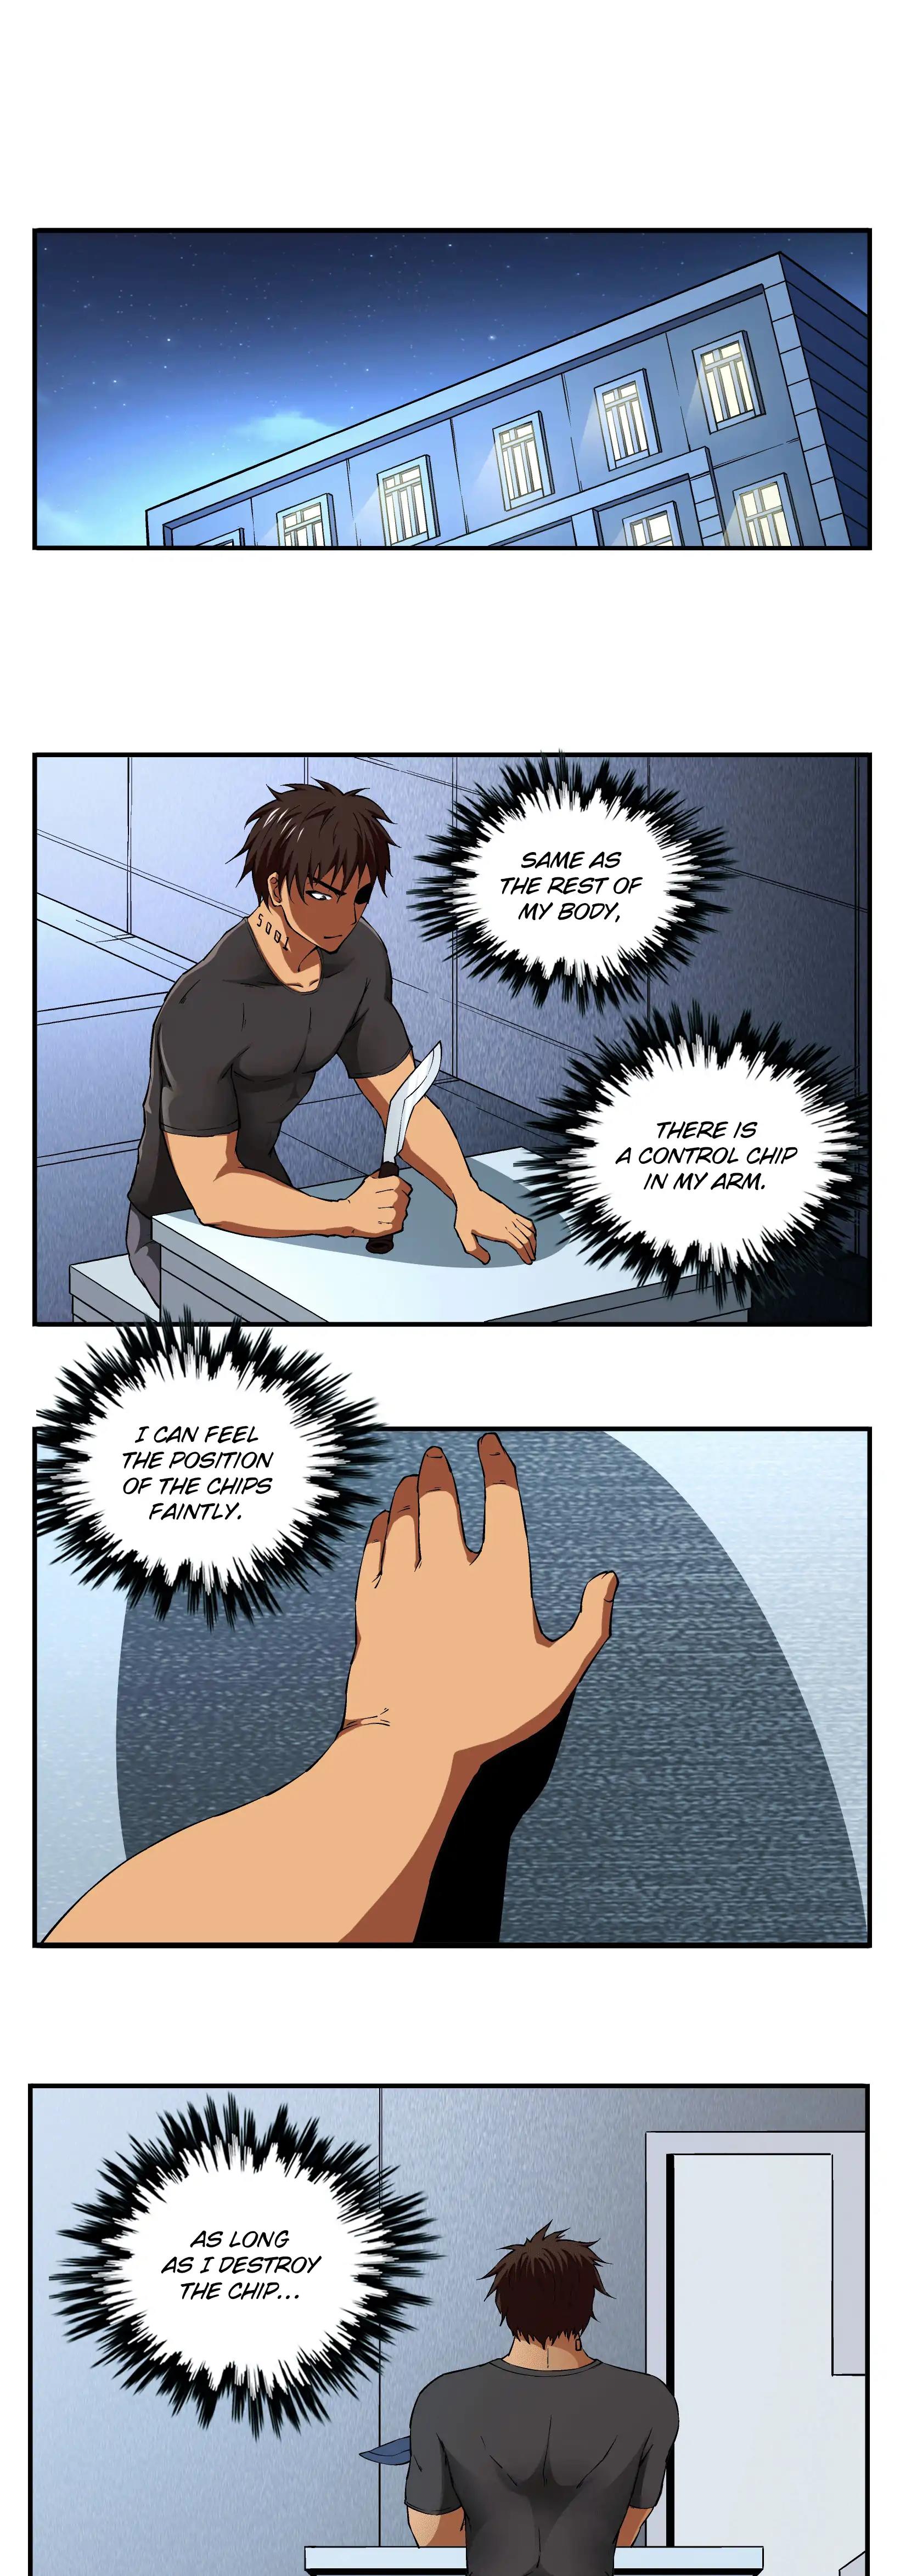 SAME AS
THE REST OF
MY BODY,
THERE IS
A CONTROL CHIP
IN MY ARM.
I CAN FEEL
THE POSITION
OF THE CHIPS
FAINTLY.
AS LONG
AS I DESTROY
THE CHIP...